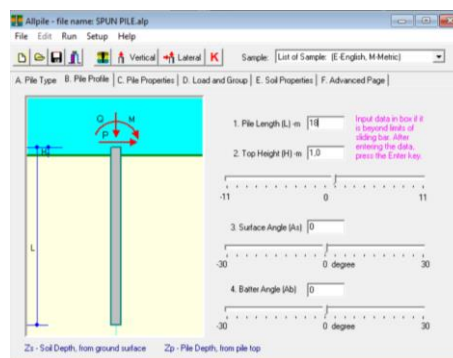 Allpile - file name: SPUN PILE.alp
File Edit Run Setup Help
Vertical Lateral K Sample: List of Sample: (E-English, M-Metric)
A. Pile Type B. Pile Profile C. Pile Properties D. Load and Group E. Soil Properties F. Advanced Page
Q M
P
H
L
1. Pile Length (L) -m 18
Input data in box if it
is beyond limits of
sliding bar. After
entering the data,
press the Enter key.
2. Top Height (H) -m 1,0
-11 0 11
3. Surface Angle (As) 0
-30 0 degree 30
4. Batter Angle (Ab) 0
-30 0 degree 30
Zs - Soil Depth, from ground surface Zp - Pile Depth, from pile top